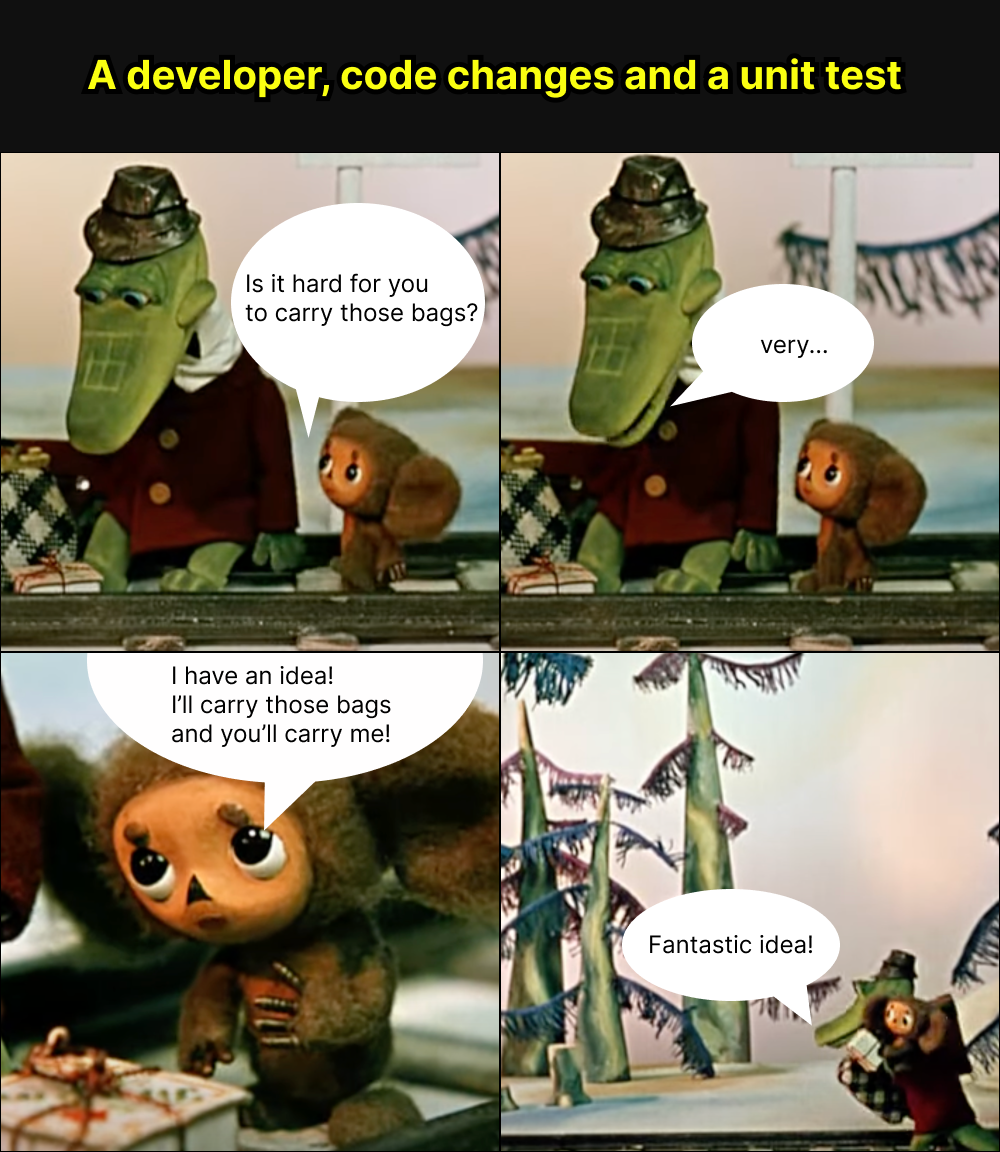 A developer, code changes and a unit test
Is it hard for you
to carry those bags?
very...
I have an idea!
I’ll carry those bags
and you’ll carry me!
Fantastic idea!